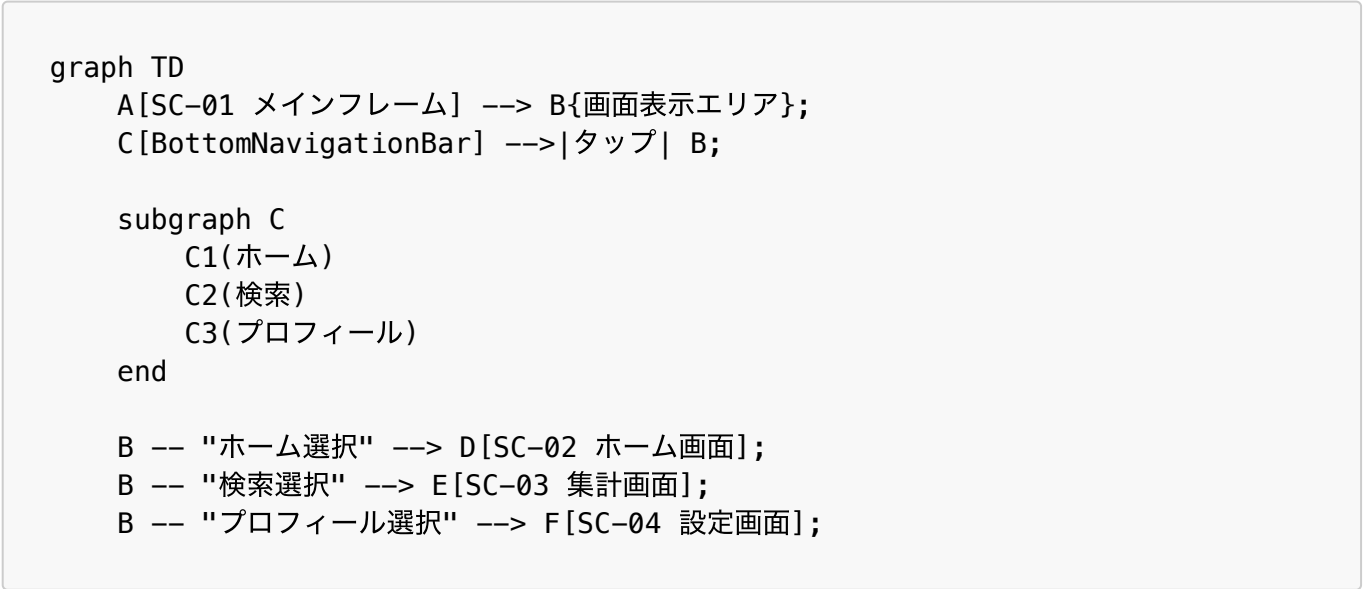 graph TD
    A[SC-01 メインフレーム] --> B{画面表示エリア};
    C[BottomNavigationBar] -->|タップ| B;

    subgraph C
        C1(ホーム)
        C2(検索)
        C3(プロフィール)
    end

    B -- "ホーム選択" --> D[SC-02 ホーム画面];
    B -- "検索選択" --> E[SC-03 集計画面];
    B -- "プロフィール選択" --> F[SC-04 設定画面];